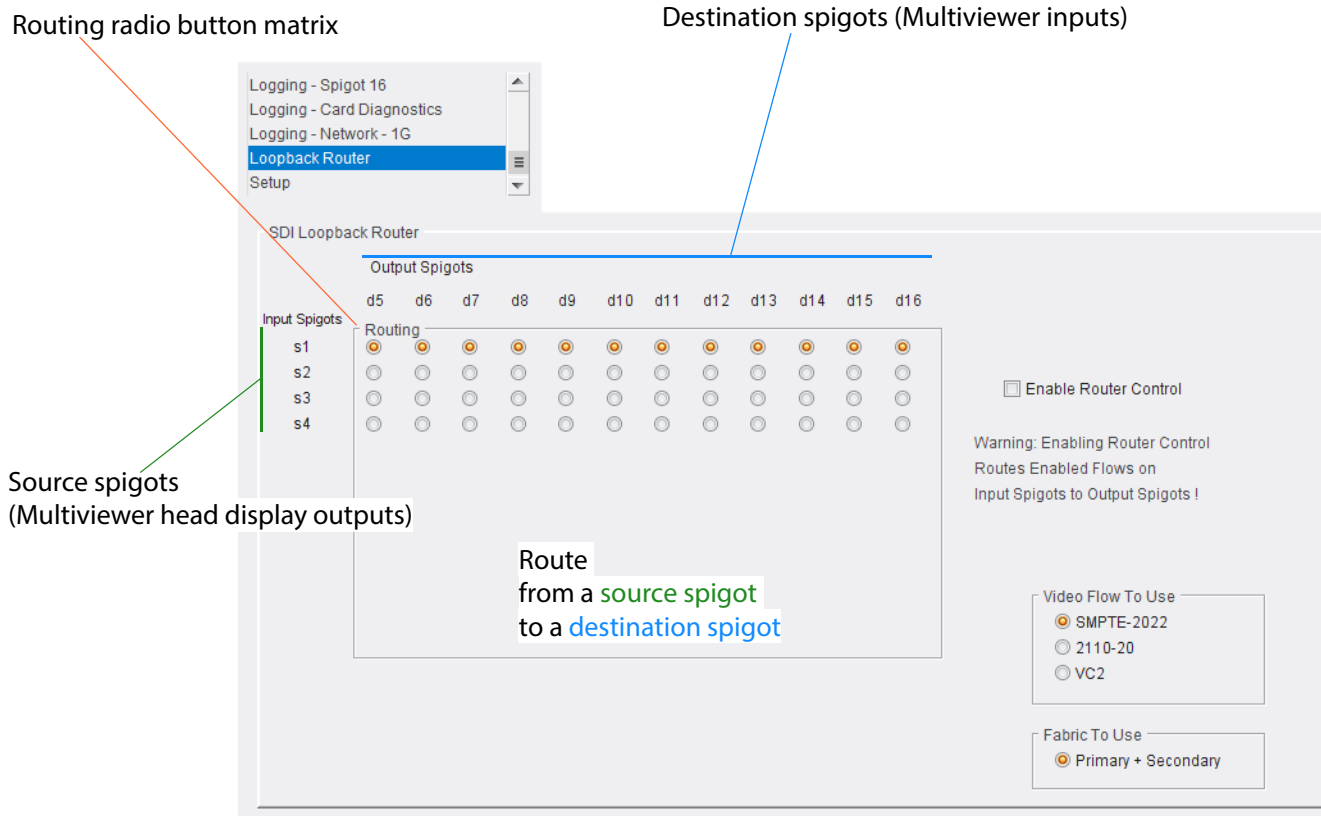 Routing radio button matrix
Destination spigots (Multiviewer inputs)
Logging - Spigot 16
Logging - Card Diagnostics
Logging - Network - 1G
Loopback Router
Setup
SDI Loopback Router
Output Spigots
d5 d6 d7 d8 d9 d10 d11 d12 d13 d14 d15 d16
Input Spigots
Routing
s1
s2
s3
s4
Enable Router Control
Warning: Enabling Router Control
Routes Enabled Flows on
Input Spigots to Output Spigots !
Source spigots
(Multiviewer head display outputs)
Route
from a source spigot
to a destination spigot
Video Flow To Use
SMPTE-2022
2110-20
VC2
Fabric To Use
Primary + Secondary